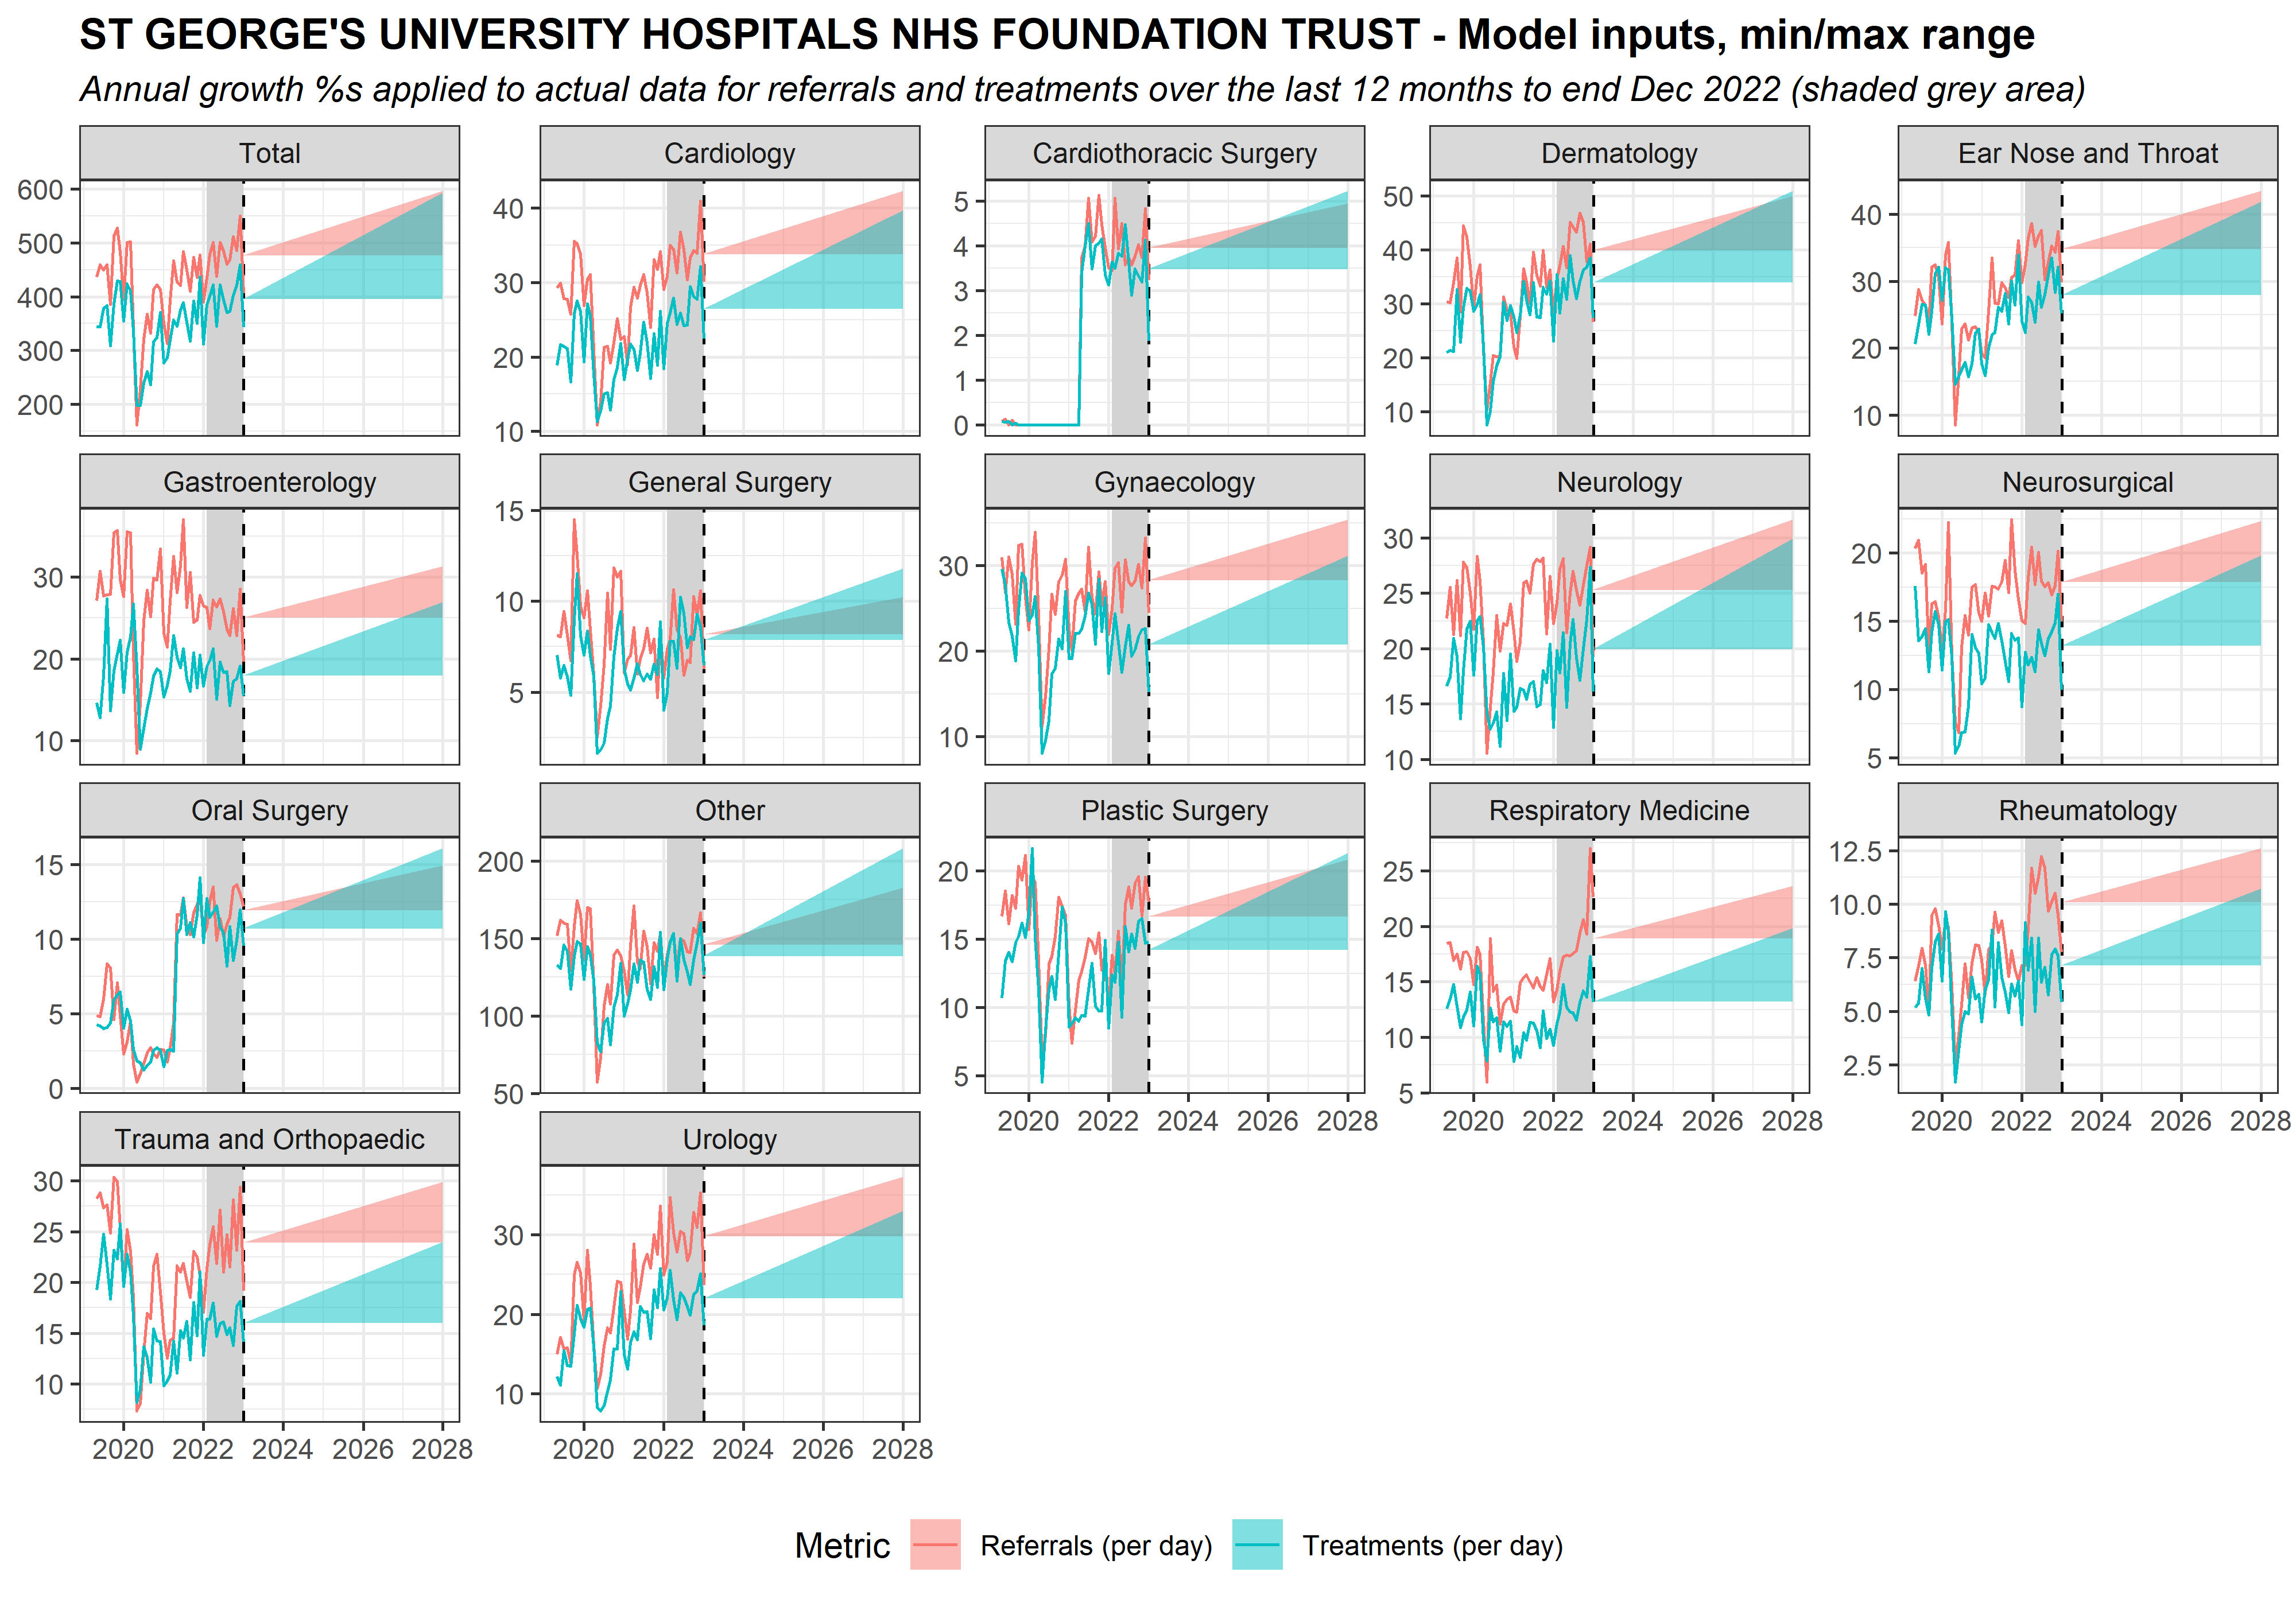 ST GEORGE'S UNIVERSITY HOSPITALS NHS FOUNDATION TRUST - Model inputs, min/max range
Annual growth %s applied to actual data for referrals and treatments over the last 12 months to end Dec 2022 (shaded grey area)
Total
600
500
400
300
200
Cardiology
40
30
20
10
Cardiothoracic Surgery
5
4
3
2
1
0
Dermatology
50
40
30
20
10
Ear Nose and Throat
40
30
20
10
Gastroenterology
30
20
10
General Surgery
15
10
5
Gynaecology
30
20
10
Neurology
30
25
20
15
10
Neurosurgical
20
15
10
5
Oral Surgery
15
10
5
0
Other
200
150
100
50
Plastic Surgery
20
15
10
5
2020 2022 2024 2026 2028
Respiratory Medicine
25
20
15
10
5
2020 2022 2024 2026 2028
Rheumatology
12.5
10.0
7.5
5.0
2.5
2020 2022 2024 2026 2028
Trauma and Orthopaedic
30
25
20
15
10
2020 2022 2024 2026 2028
Urology
30
20
10
2020 2022 2024 2026 2028
Metric Referrals (per day) Treatments (per day)